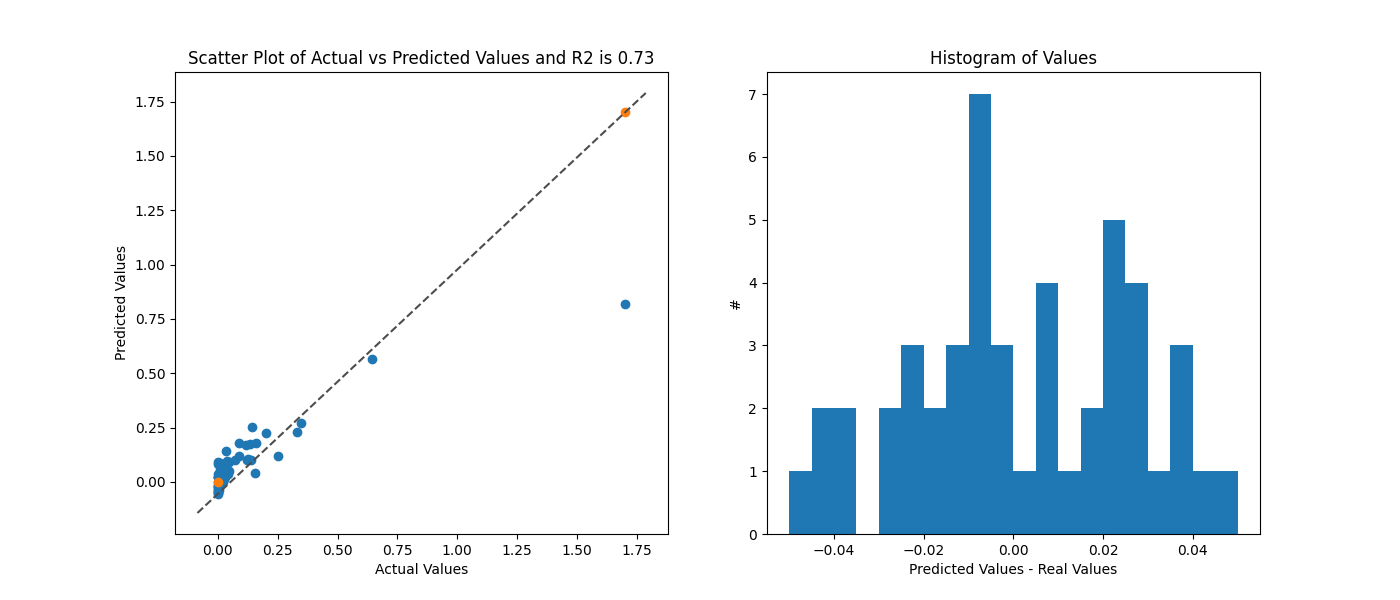 Scatter Plot of Actual vs Predicted Values and R2 is 0.73
1.75
1.50
1.25
1.00
0.75
0.50
0.25
0.00
Predicted Values
0.00 0.25 0.50 0.75 1.00 1.25 1.50 1.75
Actual Values
Histogram of Values
7
6
5
4
3
2
1
0
#
−0.04 −0.02 0.00 0.02 0.04
Predicted Values - Real Values